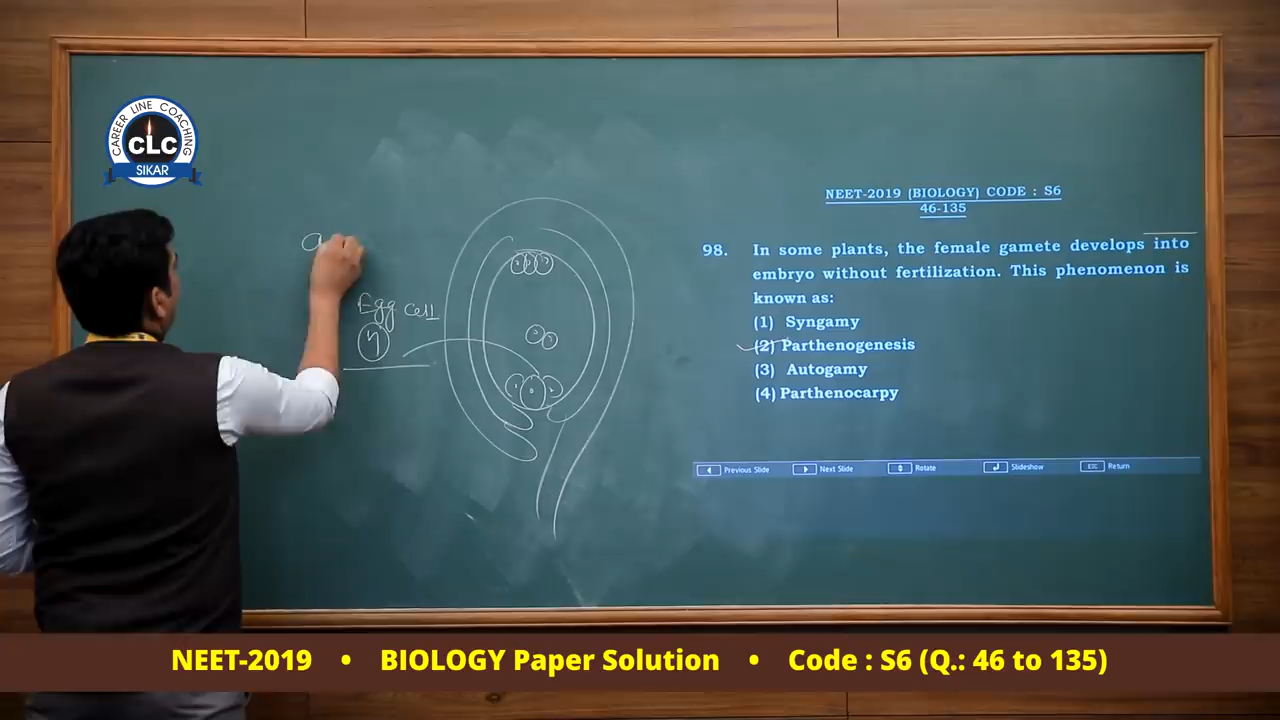 CAREER LINE COACHING
CLC
SIKAR
NEET-2019 (BIOLOGY) CODE : S6
46-135
98. In some plants, the female gamete develops into
embryo without fertilization. This phenomenon is
known as:
(1) Syngamy
(2) Parthenogenesis
(3) Autogamy
(4) Parthenocarpy
Egg cell
Previous Slide Next Slide Rotate Slideshow ESC Return
NEET-2019 • BIOLOGY Paper Solution • Code : S6 (Q.: 46 to 135)